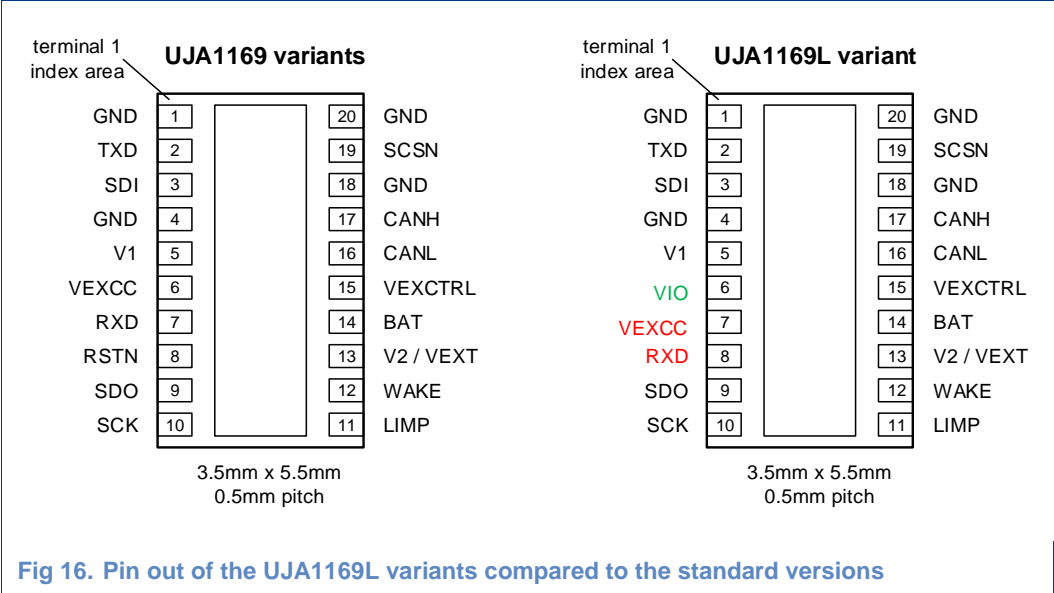 terminal 1
index area
UJA1169 variants
GND 1 20 GND
TXD 2 19 SCSN
SDI 3 18 GND
GND 4 17 CANH
V1 5 16 CANL
VEXCC 6 15 VEXCTRL
RXD 7 14 BAT
RSTN 8 13 V2 / VEXT
SDO 9 12 WAKE
SCK 10 11 LIMP
3.5mm x 5.5mm
0.5mm pitch
terminal 1
index area
UJA1169L variant
GND 1 20 GND
TXD 2 19 SCSN
SDI 3 18 GND
GND 4 17 CANH
V1 5 16 CANL
VIO 6 15 VEXCTRL
VEXCC 7 14 BAT
RXD 8 13 V2 / VEXT
SDO 9 12 WAKE
SCK 10 11 LIMP
3.5mm x 5.5mm
0.5mm pitch
Fig 16. Pin out of the UJA1169L variants compared to the standard versions